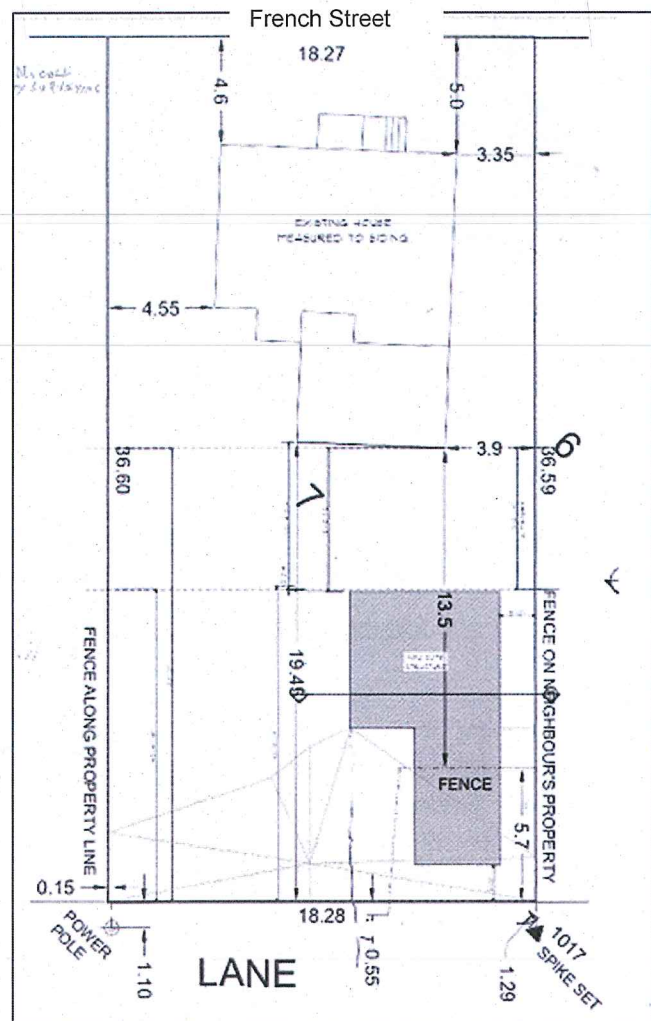 French Street
18.27
4.6
5.0
3.35
EXISTING HOUSE
MEASURED TO SIDING
4.55
3.9
6
36.60
36.59
7
13.5
19.45
FENCE ALONG PROPERTY LINE
FENCE ON NEIGHBOUR'S PROPERTY
FENCE
5.7
0.15
18.28
POWER
POLE
1.10
LANE
0.55
1.29
1017
SPIKE SET